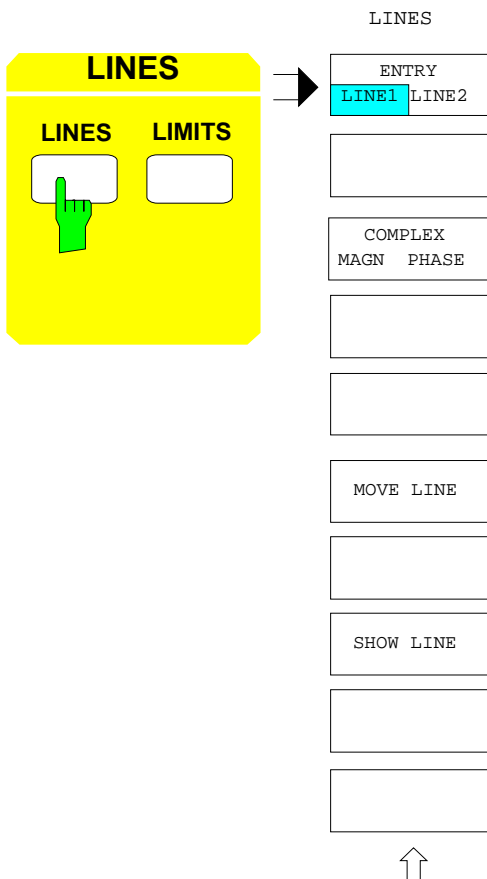 LINES
LINES
LINES LIMITS
ENTRY
LINE1 LINE2
COMPLEX
MAGN PHASE
MOVE LINE
SHOW LINE